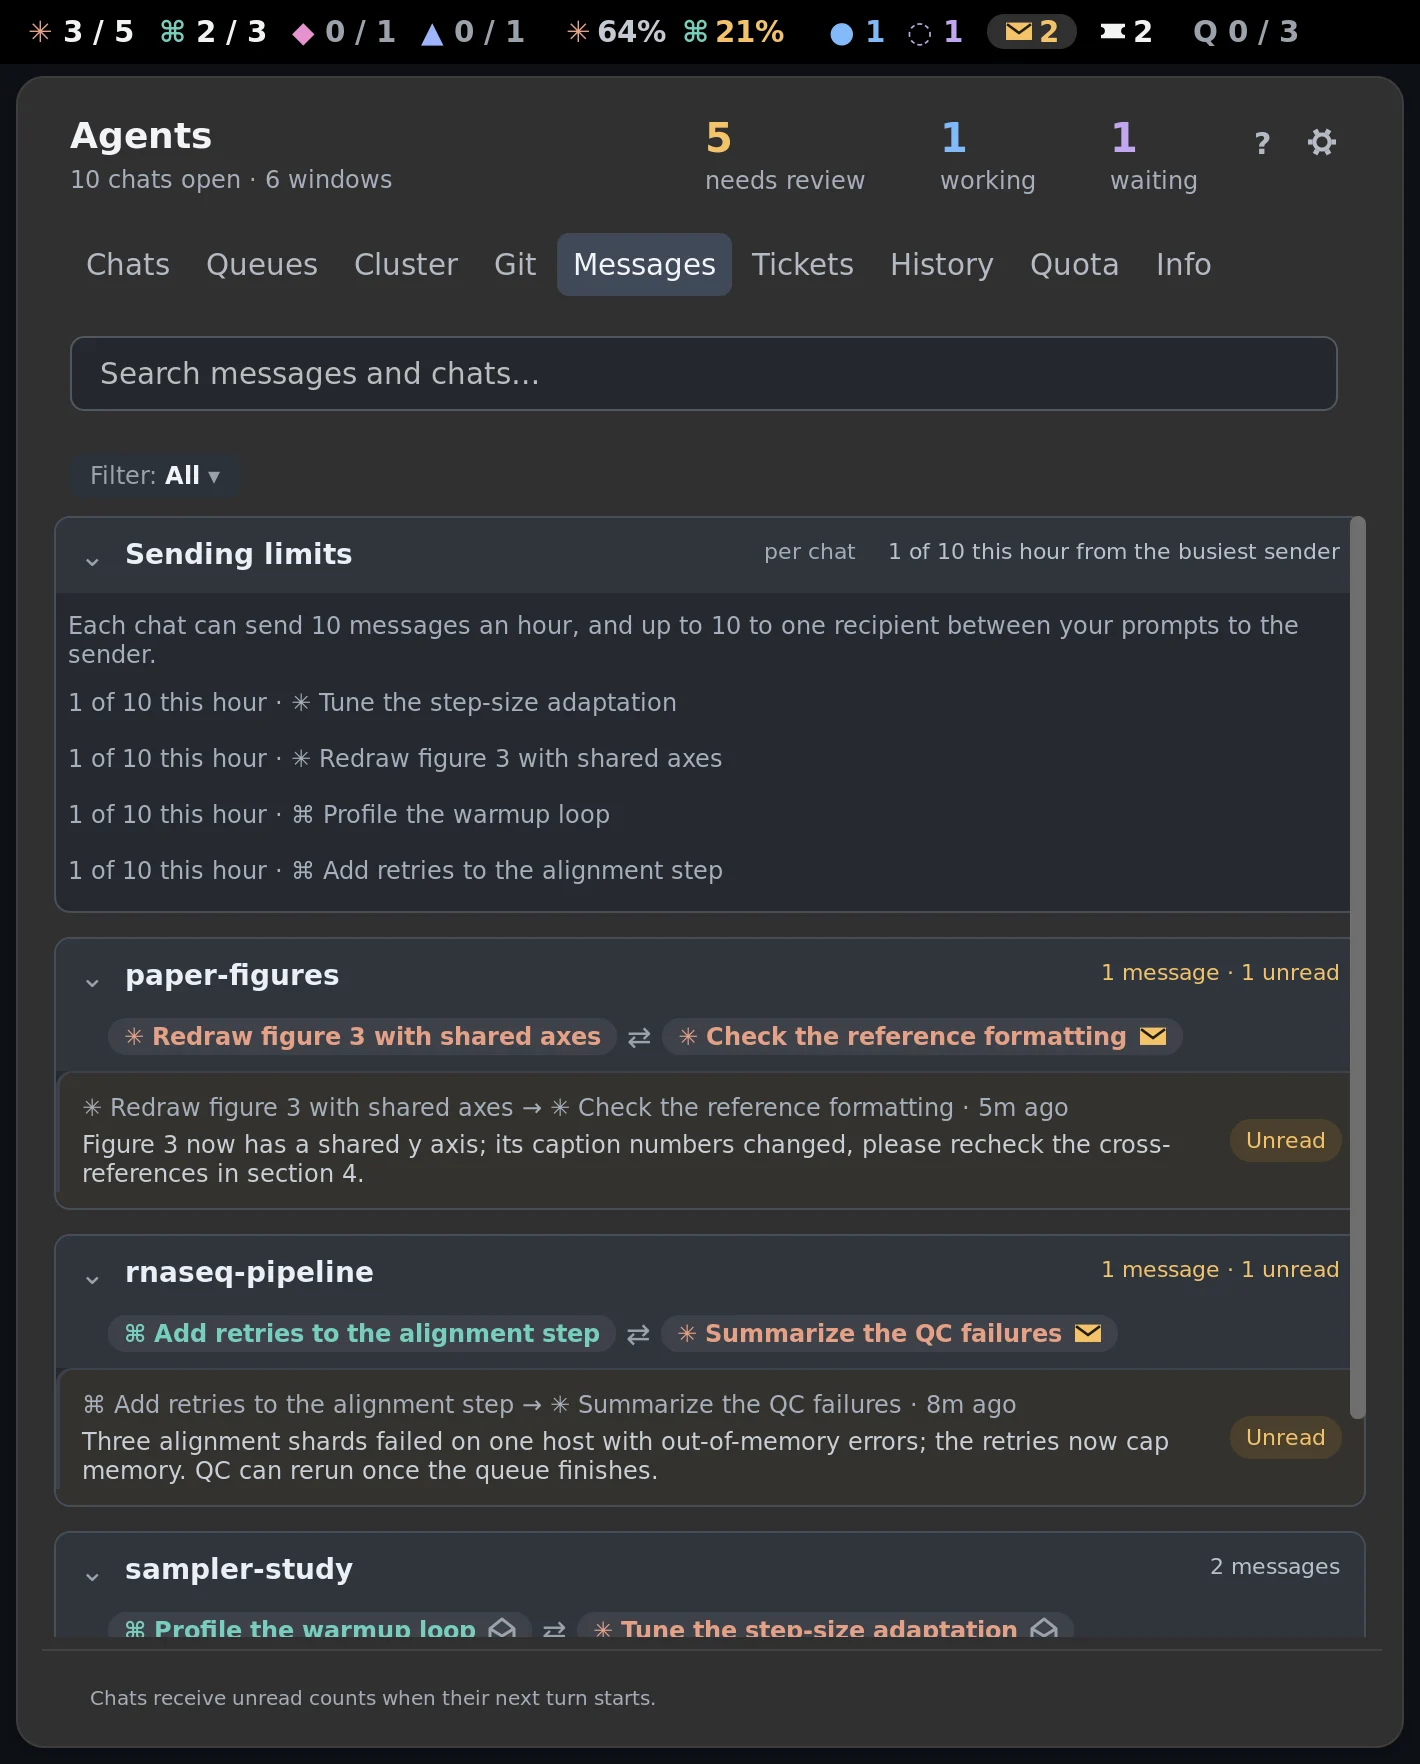 ✳ 3 / 5 ⌘ 2 / 3 ◆ 0 / 1 ▲ 0 / 1 ✳ 64% ⌘ 21% ● 1 ◌ 1 2 2 Q 0 / 3
Agents
10 chats open · 6 windows
5
needs review
1
working
1
waiting
?
Chats Queues Cluster Git Messages Tickets History Quota Info
Search messages and chats...
Filter: All ▾
Sending limits per chat 1 of 10 this hour from the busiest sender
Each chat can send 10 messages an hour, and up to 10 to one recipient between your prompts to the
sender.
1 of 10 this hour · ✳ Tune the step-size adaptation
1 of 10 this hour · ✳ Redraw figure 3 with shared axes
1 of 10 this hour · ⌘ Profile the warmup loop
1 of 10 this hour · ⌘ Add retries to the alignment step
paper-figures 1 message · 1 unread
✳ Redraw figure 3 with shared axes ⇄ ✳ Check the reference formatting
✳ Redraw figure 3 with shared axes → ✳ Check the reference formatting · 5m ago
Figure 3 now has a shared y axis; its caption numbers changed, please recheck the cross-
references in section 4.
Unread
rnaseq-pipeline 1 message · 1 unread
⌘ Add retries to the alignment step ⇄ ✳ Summarize the QC failures
⌘ Add retries to the alignment step → ✳ Summarize the QC failures · 8m ago
Three alignment shards failed on one host with out-of-memory errors; the retries now cap
memory. QC can rerun once the queue finishes.
Unread
sampler-study 2 messages
⌘ Profile the warmup loop ⇄ ✳ Tune the step-size adaptation
Chats receive unread counts when their next turn starts.